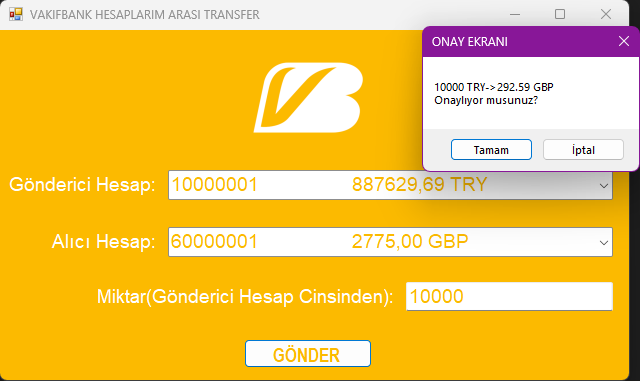 VAKIFBANK HESAPLARIM ARASI TRANSFER
ONAY EKRANI
10000 TRY->292.59 GBP
Onaylıyor musunuz?
Tamam İptal
Gönderici Hesap: 10000001 887629,69 TRY
Alıcı Hesap: 60000001 2775,00 GBP
Miktar(Gönderici Hesap Cinsinden): 10000
GÖNDER